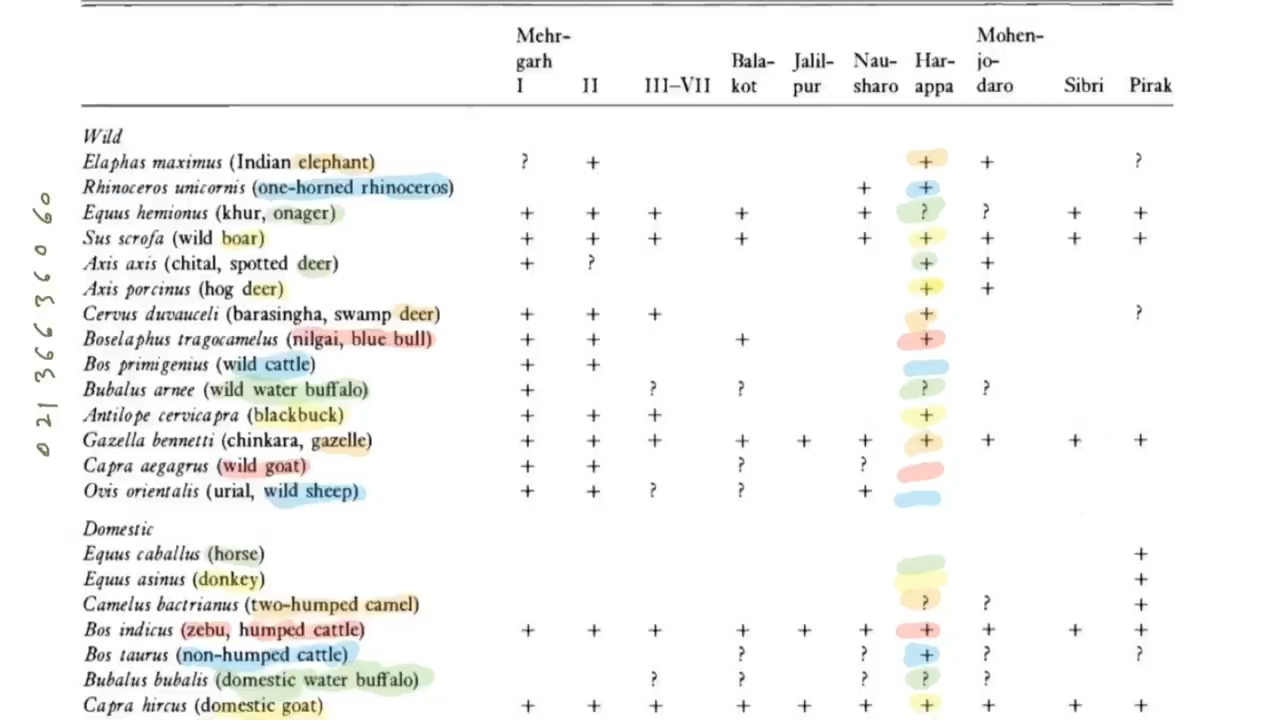 Mehr- Mohen-
garh Bala- Jalil- Nau- Har- jo-
I II III–VII kot pur sharo appa daro Sibri Pirak
Wild
Elaphas maximus (Indian elephant) ? + + + ?
Rhinoceros unicornis (one-horned rhinoceros) + +
Equus hemionus (khur, onager) + + + + + ? ? + +
Sus scrofa (wild boar) + + + + + + + + +
Axis axis (chital, spotted deer) + ? + +
Axis porcinus (hog deer) + +
Cervus duvauceli (barasingha, swamp deer) + + + + ?
Boselaphus tragocamelus (nilgai, blue bull) + + + +
Bos primigenius (wild cattle) + +
Bubalus arnee (wild water buffalo) + ? ? ? ?
Antilope cervicapra (blackbuck) + + + +
Gazella bennetti (chinkara, gazelle) + + + + + + + + + +
Capra aegagrus (wild goat) + + ? ?
Ovis orientalis (urial, wild sheep) + + ? ? +
Domestic
Equus caballus (horse) +
Equus asinus (donkey) +
Camelus bactrianus (two-humped camel) ? ? +
Bos indicus (zebu, humped cattle) + + + + + + + + + +
Bos taurus (non-humped cattle) ? ? + ? ?
Bubalus bubalis (domestic water buffalo) ? ? ? ? ?
Capra hircus (domestic goat) + + + + + + + + + +
021 366 36 0 60